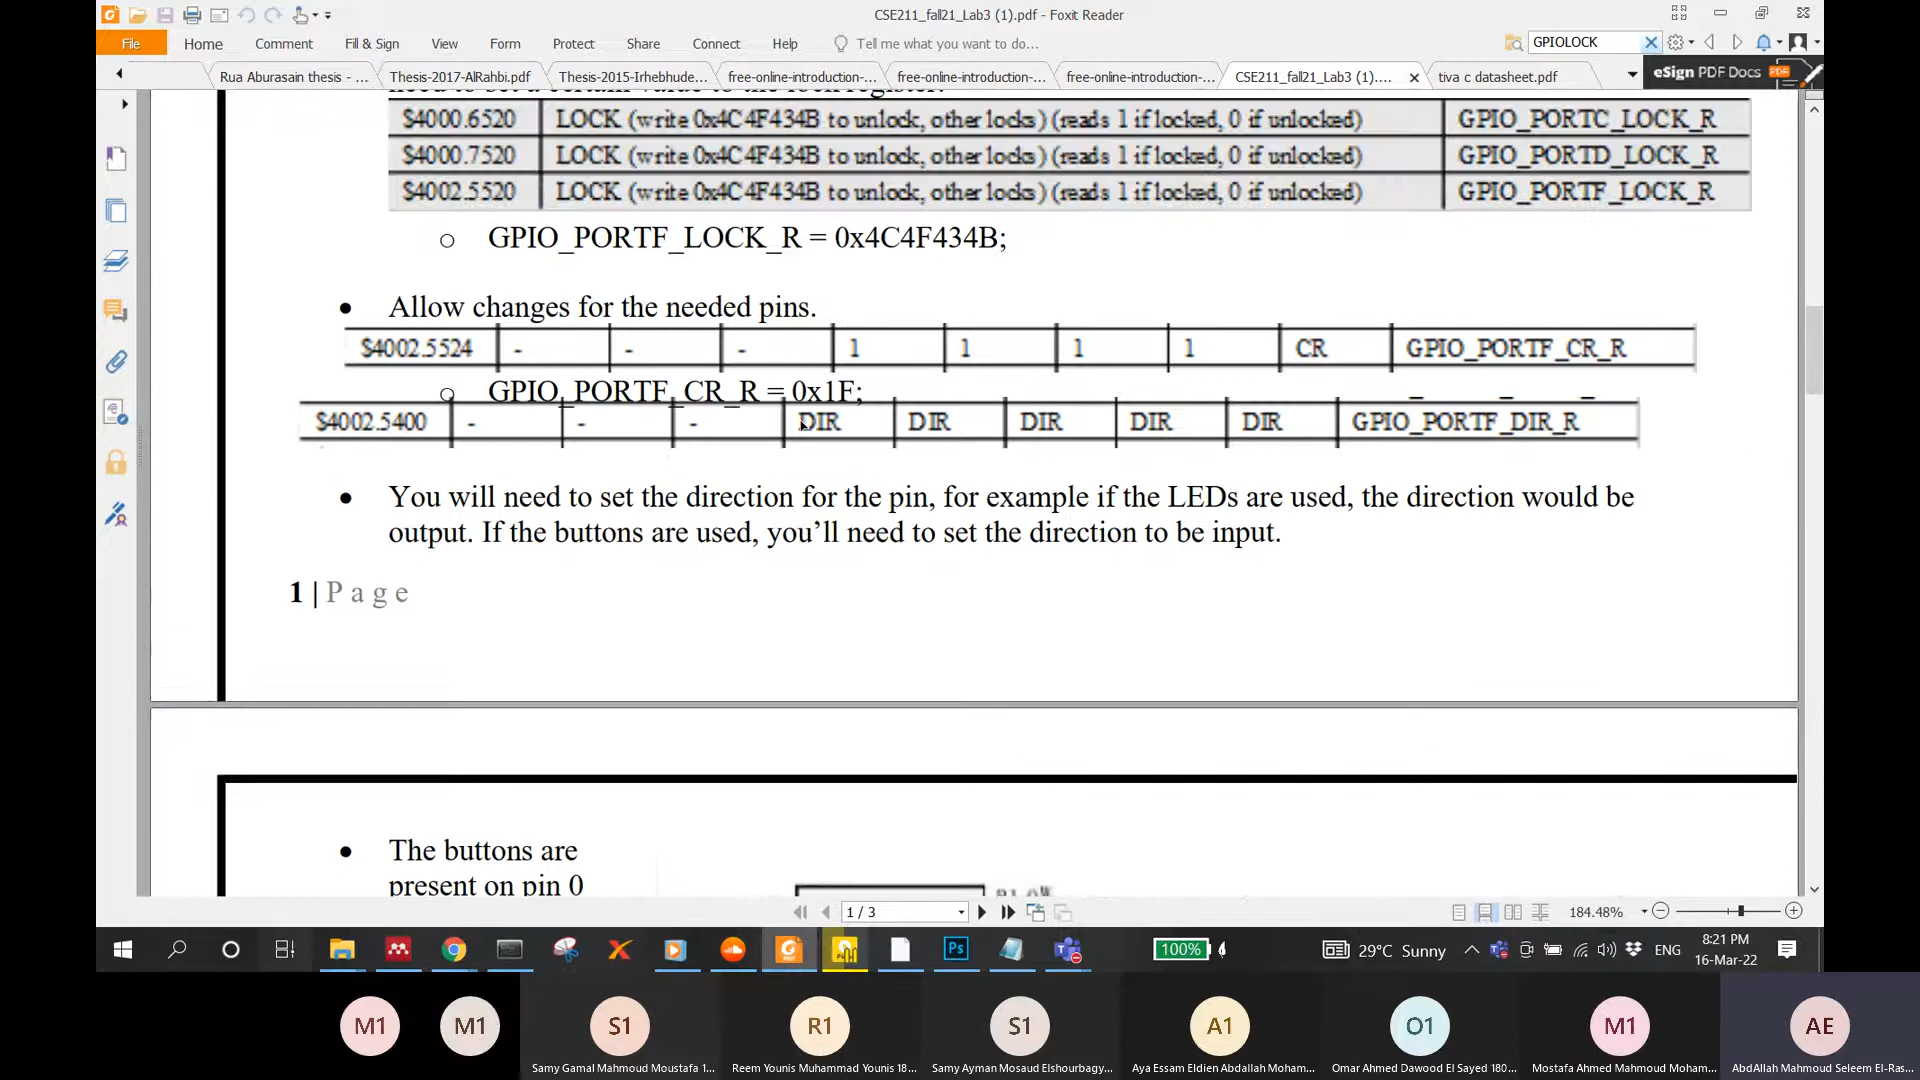 CSE211_fall21_Lab3 (1).pdf - Foxit Reader
File Home Comment Fill & Sign View Form Protect Share Connect Help Tell me what you want to do... GPIOLOCK
Rua Aburasain thesis - ... Thesis-2017-AlRahbi.pdf Thesis-2015-Irhebhude... free-online-introduction-... free-online-introduction-... free-online-introduction-... CSE211_fall21_Lab3 (1).... tiva c datasheet.pdf eSign PDF Docs
need to set a certain value to the lock register.
$4000.6520 LOCK (write 0x4C4F434B to unlock, other locks) (reads 1 if locked, 0 if unlocked) GPIO_PORTC_LOCK_R
$4000.7520 LOCK (write 0x4C4F434B to unlock, other locks) (reads 1 if locked, 0 if unlocked) GPIO_PORTD_LOCK_R
$4002.5520 LOCK (write 0x4C4F434B to unlock, other locks) (reads 1 if locked, 0 if unlocked) GPIO_PORTF_LOCK_R
o GPIO_PORTF_LOCK_R = 0x4C4F434B;
• Allow changes for the needed pins.
$4002.5524 - - - 1 1 1 1 CR GPIO_PORTF_CR_R
o GPIO_PORTF_CR_R = 0x1F;
$4002.5400 - - - DIR DIR DIR DIR DIR GPIO_PORTF_DIR_R
• You will need to set the direction for the pin, for example if the LEDs are used, the direction would be
output. If the buttons are used, you’ll need to set the direction to be input.
1 | P a g e
• The buttons are
present on pin 0
1 / 3 184.48%
100% 29°C Sunny ENG 8:21 PM
16-Mar-22
M1 M1 S1 R1 S1 A1 O1 M1 AE
Samy Gamal Mahmoud Moustafa 1... Reem Younis Muhammad Younis 18... Samy Ayman Mosaud Elshourbagy... Aya Essam Eldien Abdallah Moham... Omar Ahmed Dawood El Sayed 180... Mostafa Ahmed Mahmoud Moham... AbdAllah Mahmoud Seleem El-Ras...